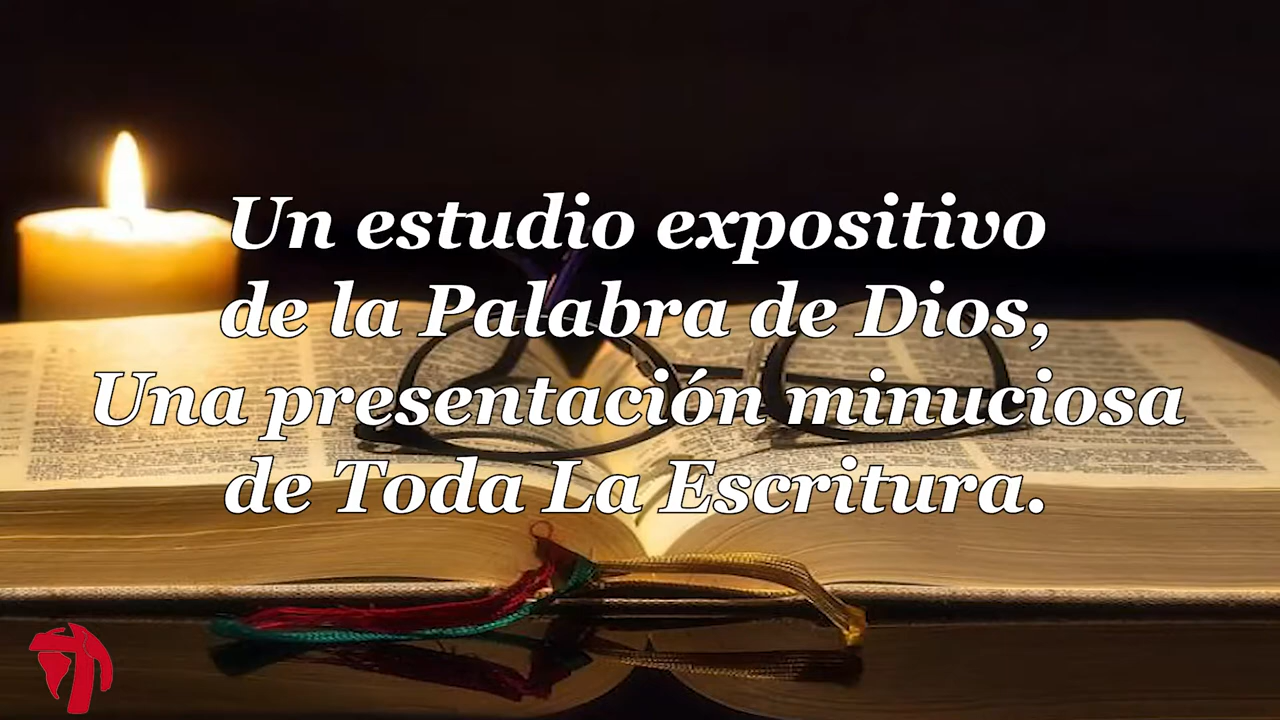 Un estudio expositivo
de la Palabra de Dios,
Una presentación minuciosa
de Toda La Escritura.